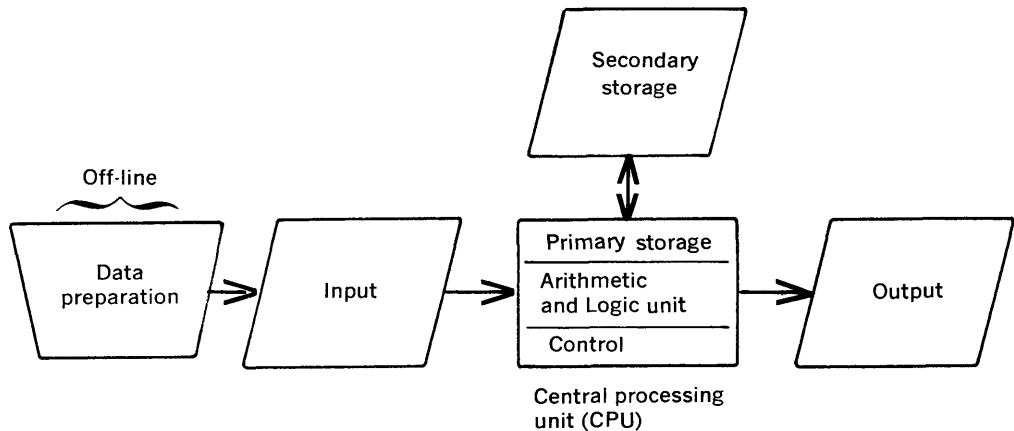 Secondary
storage
Off-line
Data
preparation
Input
Primary storage
Arithmetic
and Logic unit
Control
Output
Central processing
unit (CPU)